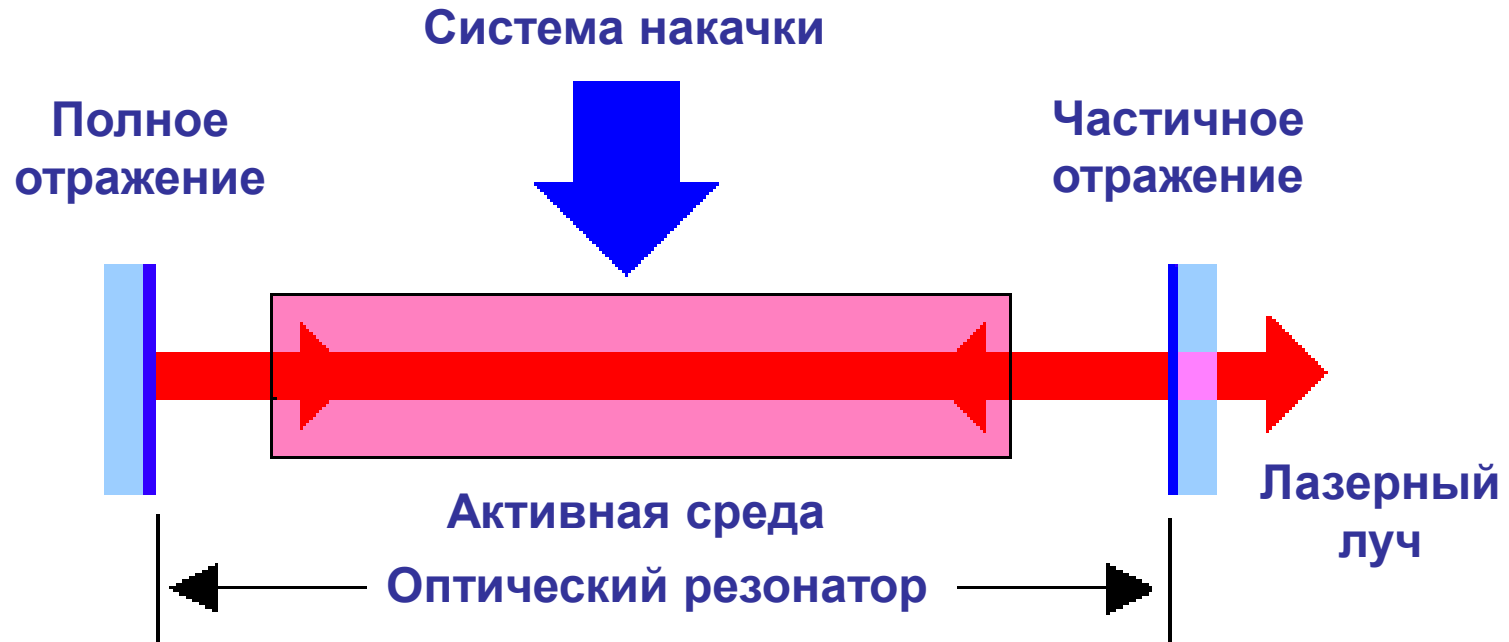 Система накачки
Полное
отражение
Частичное
отражение
Активная среда
Оптический резонатор
Лазерный
луч